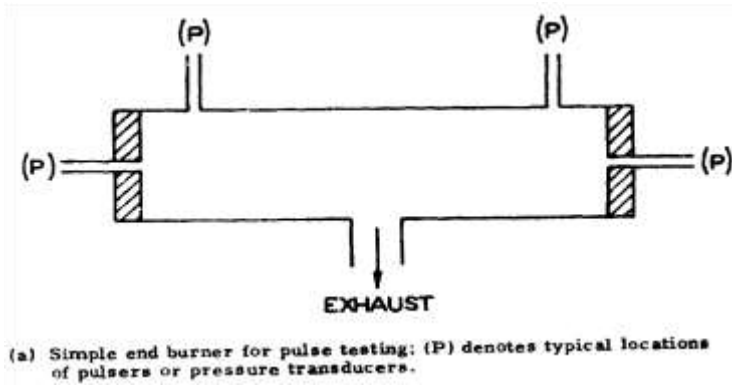 (P)
(P)
(P)
(P)
EXHAUST
(a) Simple end burner for pulse testing; (P) denotes typical locations
of pulsers or pressure transducers.